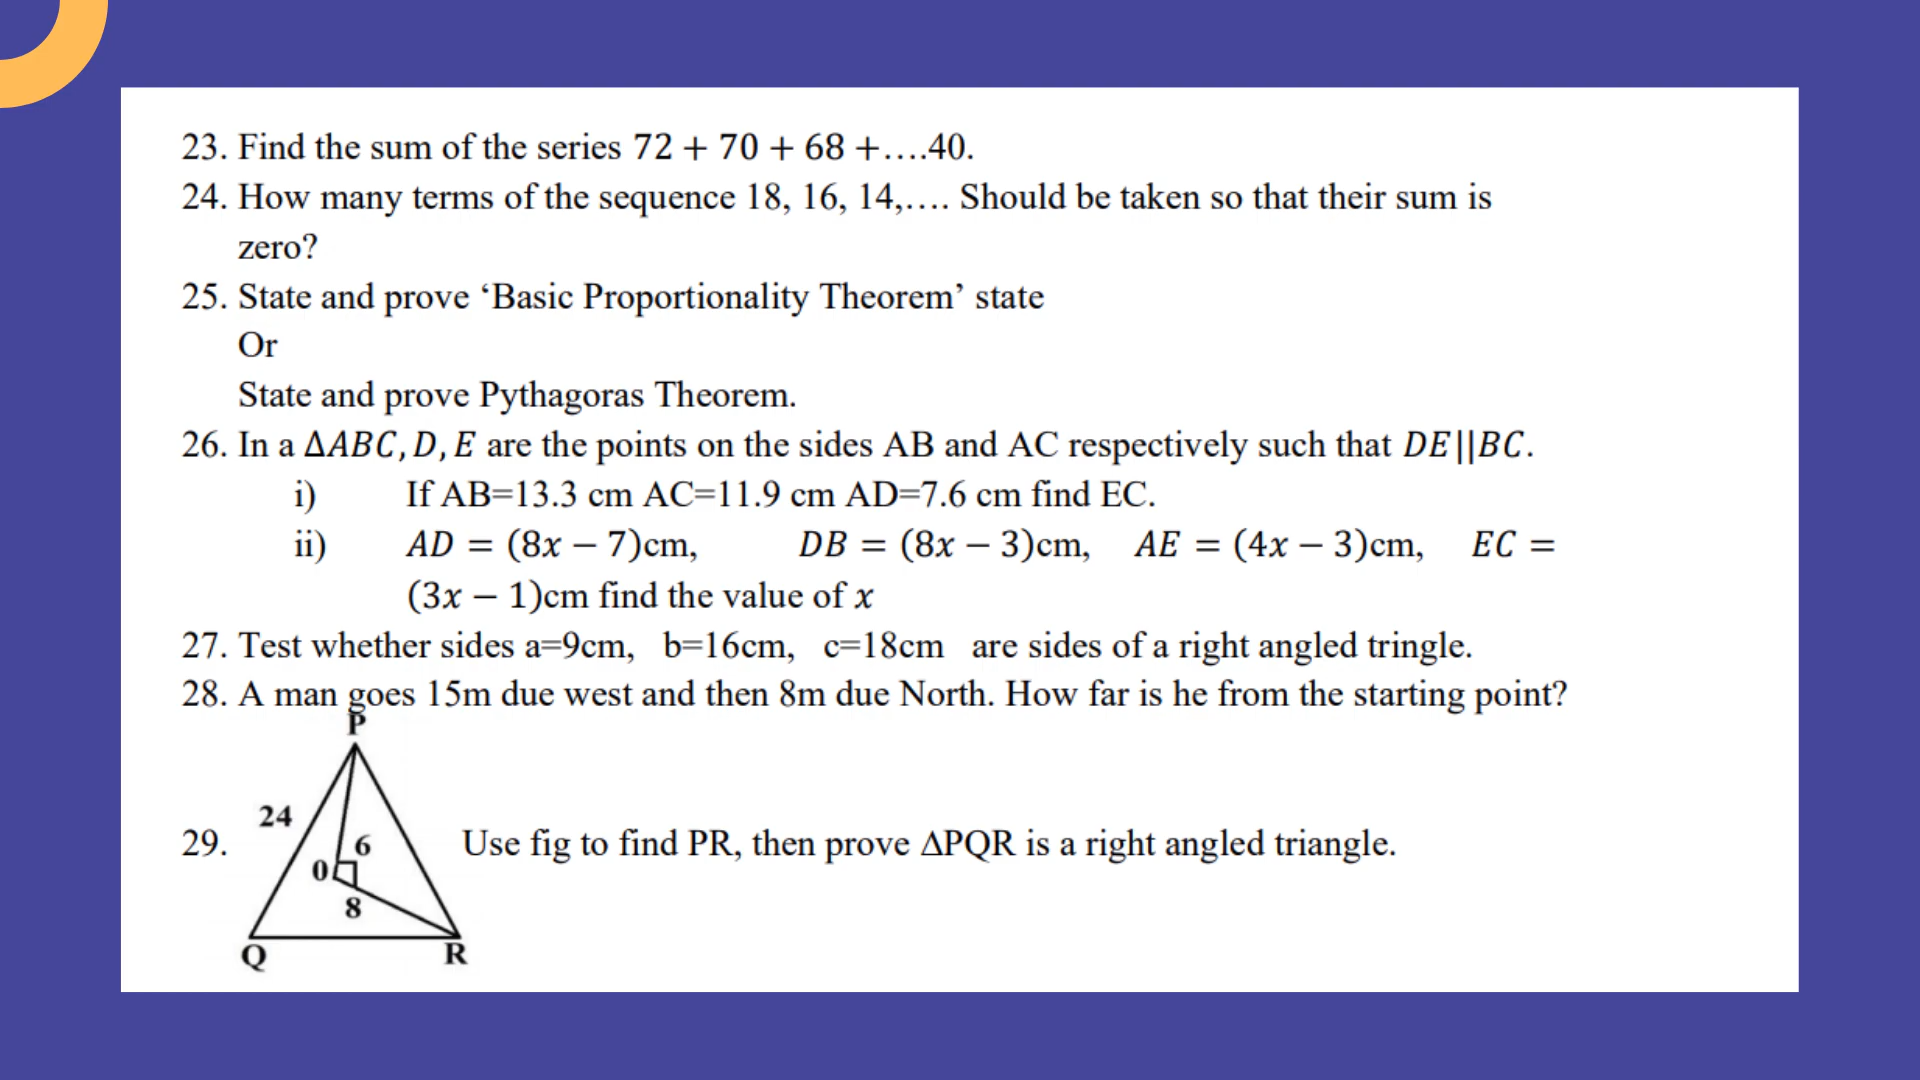 23. Find the sum of the series 72 + 70 + 68 +....40.
24. How many terms of the sequence 18, 16, 14,.... Should be taken so that their sum is
zero?
25. State and prove ‘Basic Proportionality Theorem’ state
Or
State and prove Pythagoras Theorem.
26. In a ΔABC, D, E are the points on the sides AB and AC respectively such that DE||BC.
i) If AB=13.3 cm AC=11.9 cm AD=7.6 cm find EC.
ii) AD = (8x − 7)cm, DB = (8x − 3)cm, AE = (4x − 3)cm, EC =
(3x − 1)cm find the value of x
27. Test whether sides a=9cm, b=16cm, c=18cm are sides of a right angled tringle.
28. A man goes 15m due west and then 8m due North. How far is he from the starting point?
P
24
29. 6 Use fig to find PR, then prove ΔPQR is a right angled triangle.
0
8
Q R